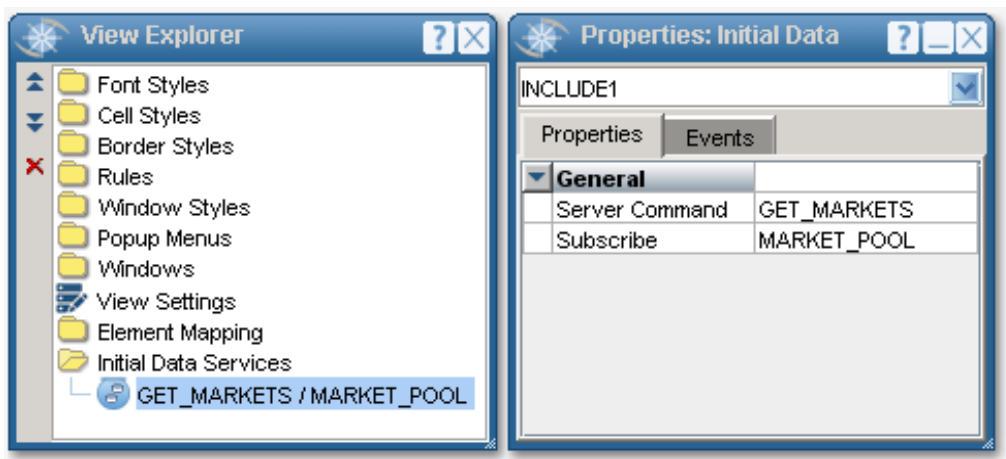 View Explorer
?
Font Styles
Cell Styles
Border Styles
Rules
Window Styles
Popup Menus
Windows
View Settings
Element Mapping
Initial Data Services
GET_MARKETS / MARKET_POOL
Properties: Initial Data
?
INCLUDE1
Properties Events
General
Server Command GET_MARKETS
Subscribe MARKET_POOL